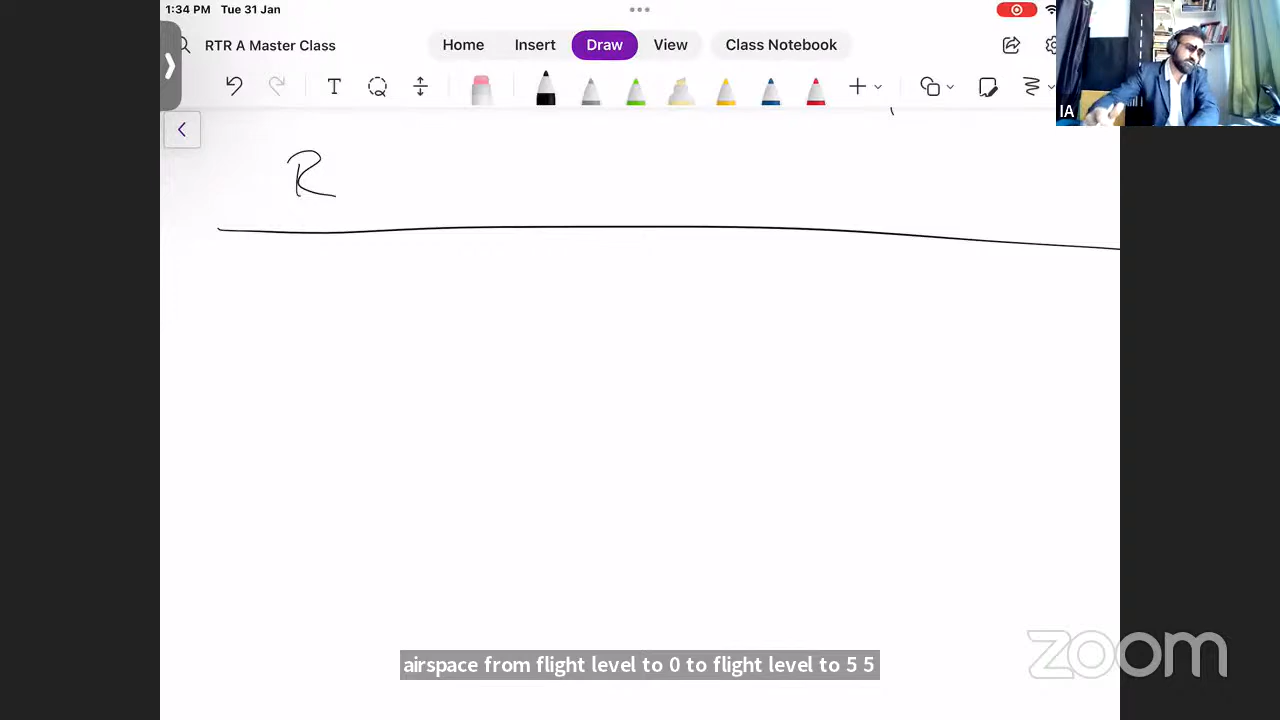 1:34 PM Tue 31 Jan
RTR A Master Class
Home Insert Draw View Class Notebook
T
IA
R
airspace from flight level to 0 to flight level to 5 5
zoom